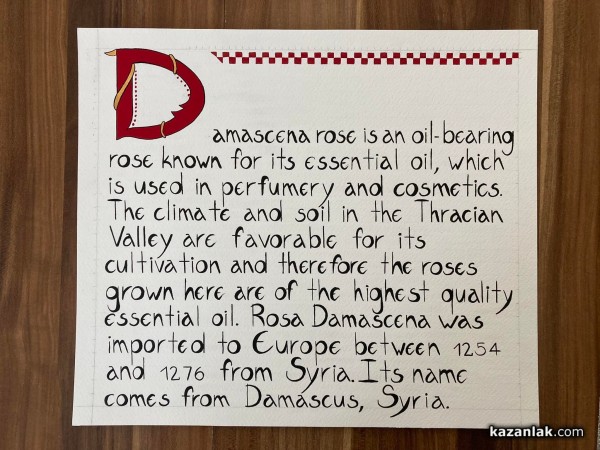 Damascena rose is an oil-bearing
rose known for its essential oil, which
is used in perfumery and cosmetics.
The climate and soil in the Thracian
Valley are favorable for its
cultivation and therefore the roses
grown here are of the highest quality
essential oil. Rosa Damascena was
imported to Europe between 1254
and 1276 from Syria. Its name
comes from Damascus, Syria.
kazanlak.com